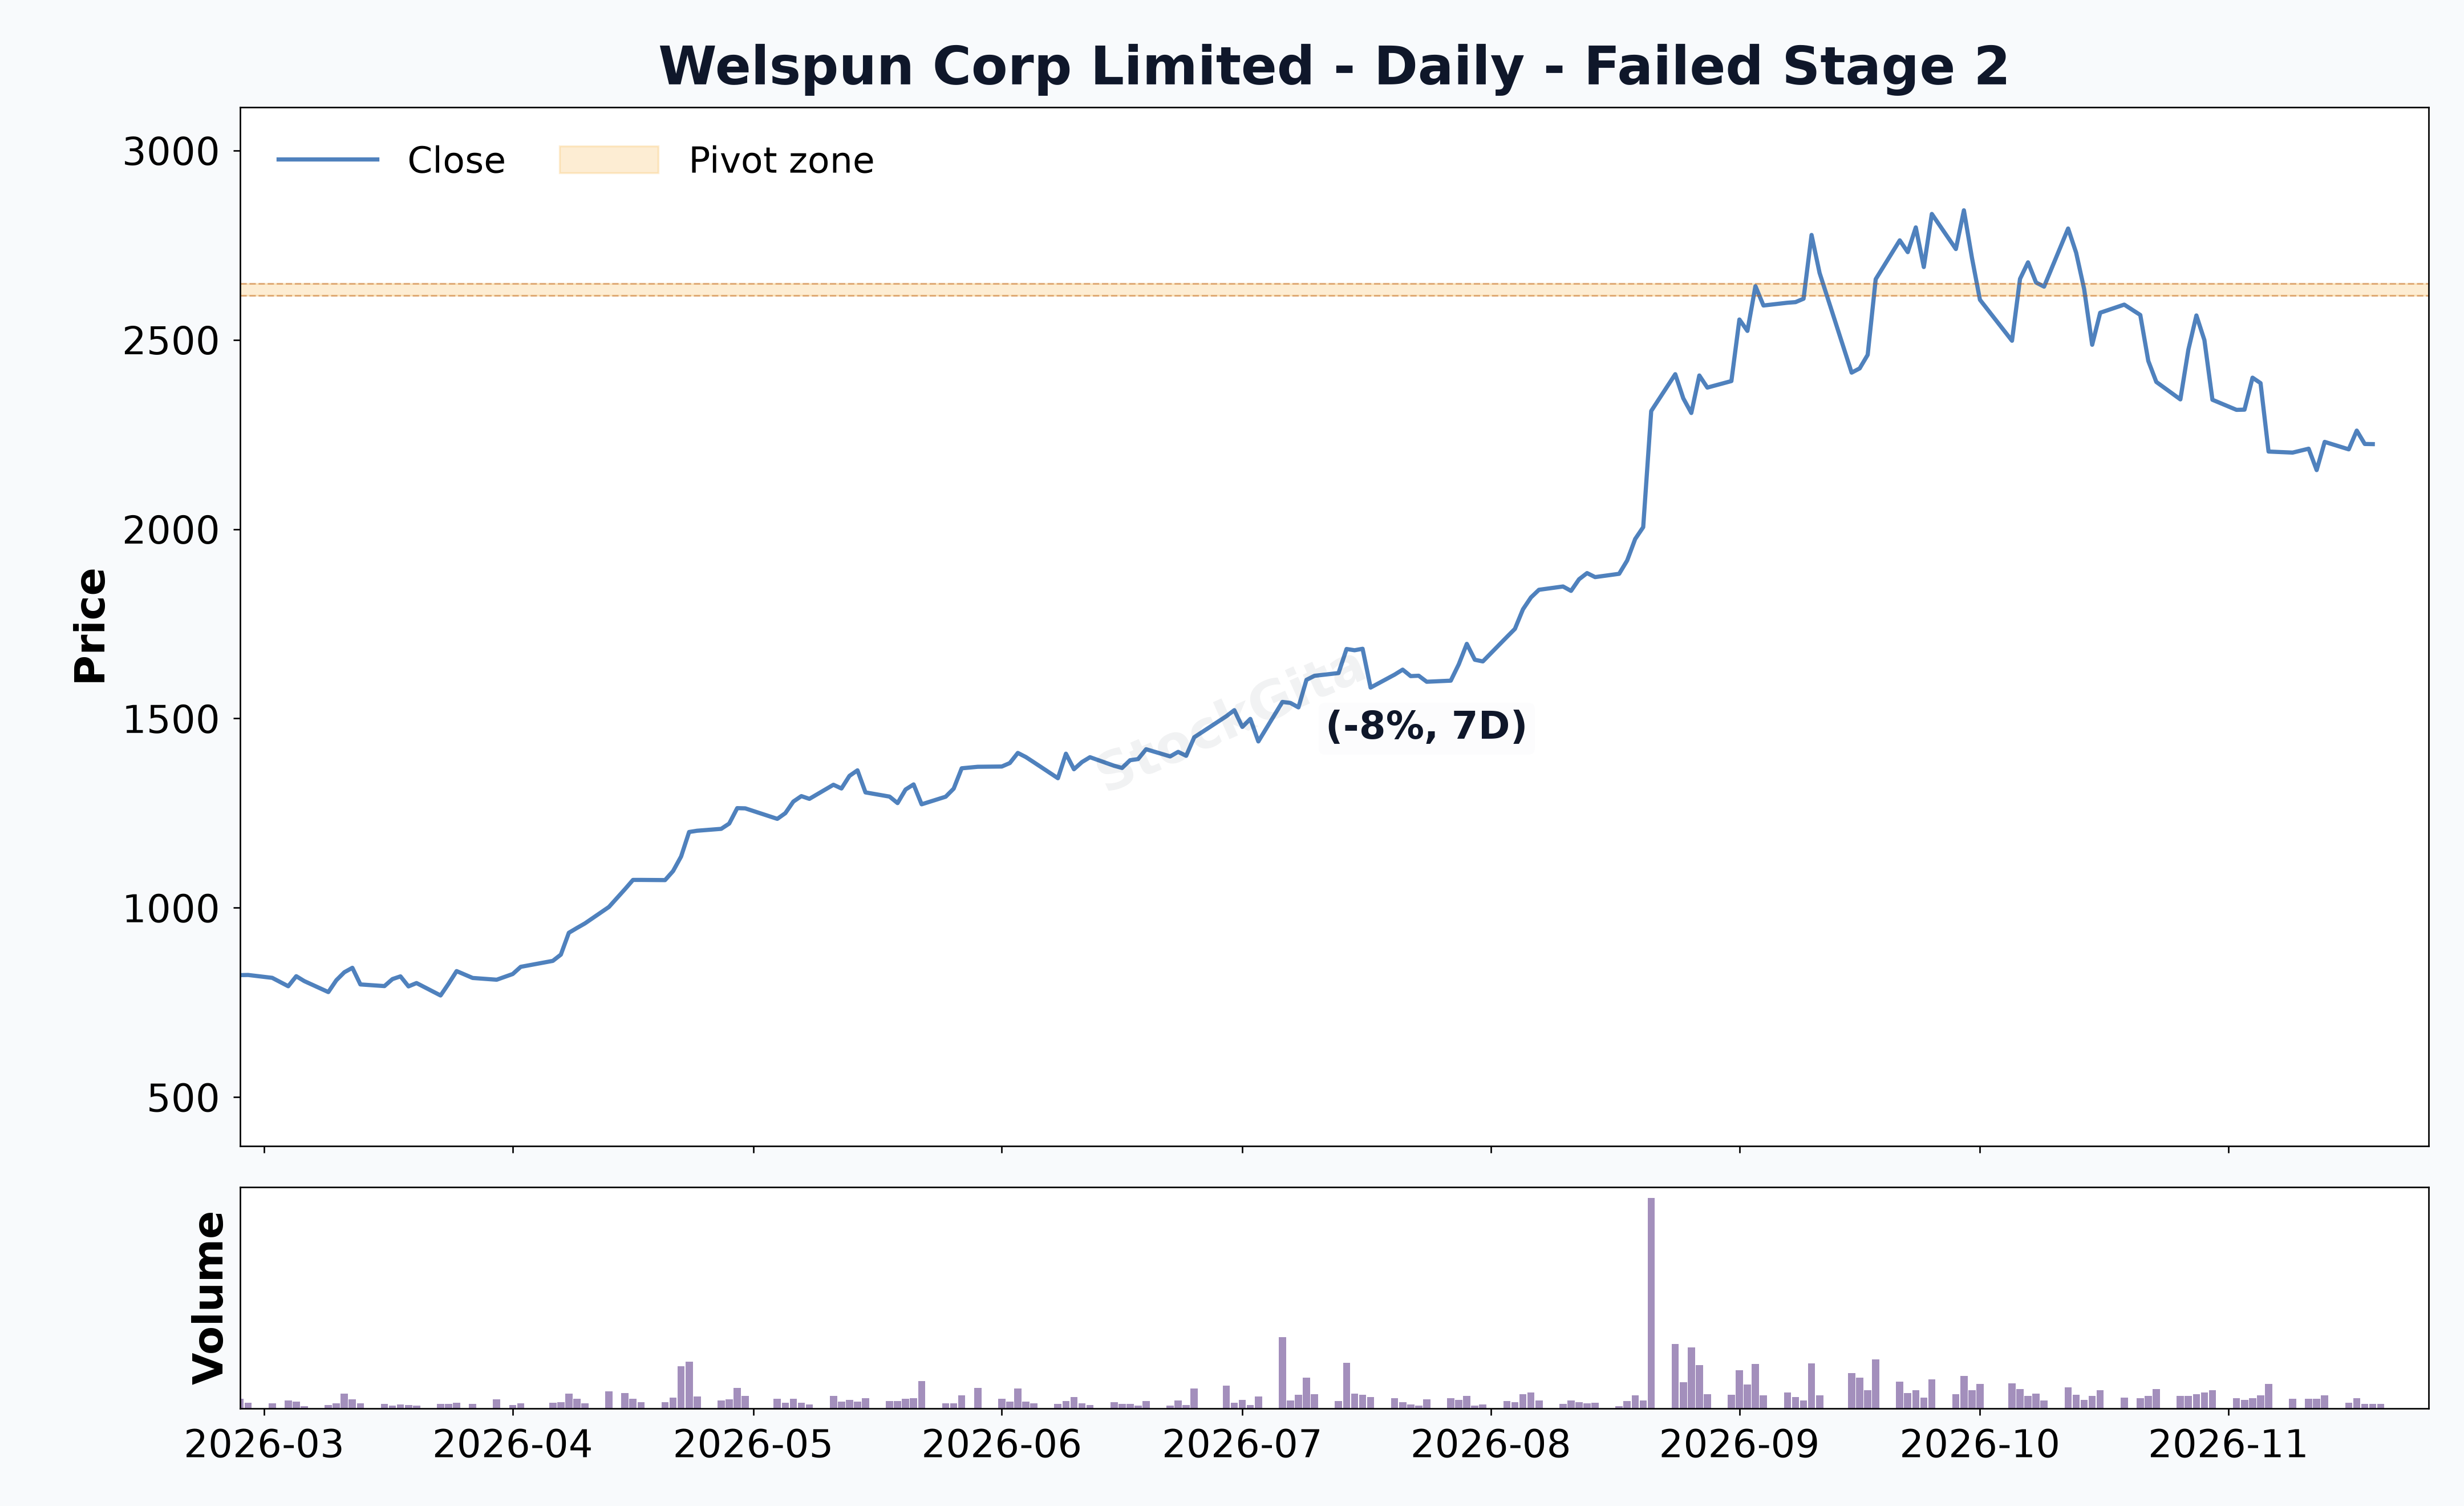 Welspun Corp Limited - Daily - Failed Stage 2
Close
Pivot zone
3000
2500
2000
1500
1000
500
Price
StockGita
(-8%, 7D)
Volume
2026-03
2026-04
2026-05
2026-06
2026-07
2026-08
2026-09
2026-10
2026-11